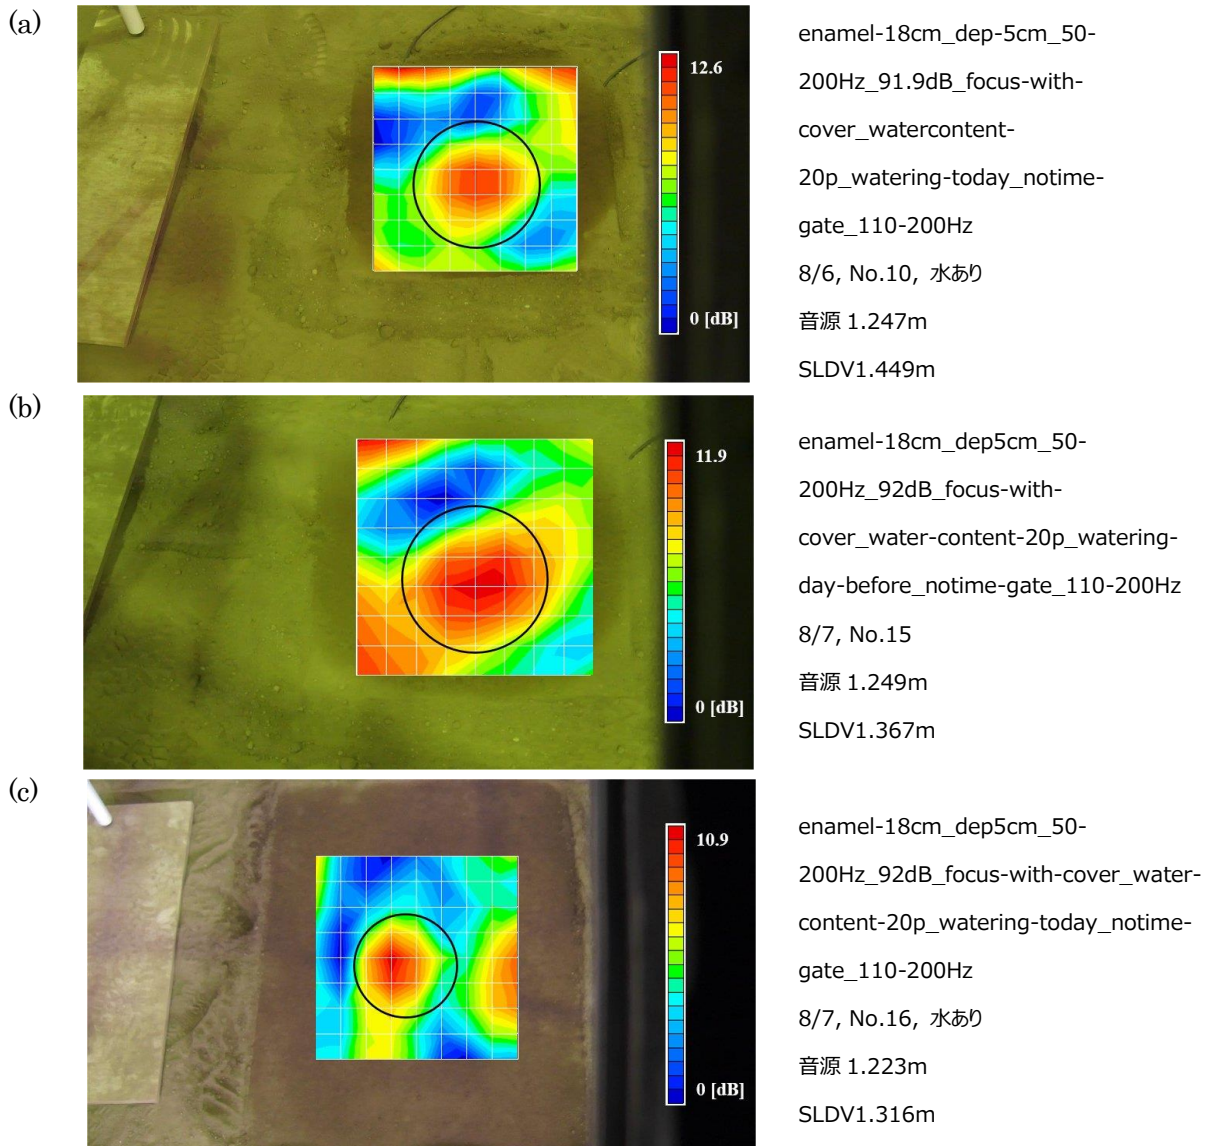 (a)
12.6
0 [dB]
enamel-18cm_dep-5cm_50-
200Hz_91.9dB_focus-with-
cover_watercontent-
20p_watering-today_notime-
gate_110-200Hz
8/6, No.10, 水あり
音源 1.247m
SLDV1.449m
(b)
11.9
0 [dB]
enamel-18cm_dep5cm_50-
200Hz_92dB_focus-with-
cover_water-content-20p_watering-
day-before_notime-gate_110-200Hz
8/7, No.15
音源 1.249m
SLDV1.367m
(c)
10.9
0 [dB]
enamel-18cm_dep5cm_50-
200Hz_92dB_focus-with-cover_water-
content-20p_watering-today_notime-
gate_110-200Hz
8/7, No.16, 水あり
音源 1.223m
SLDV1.316m